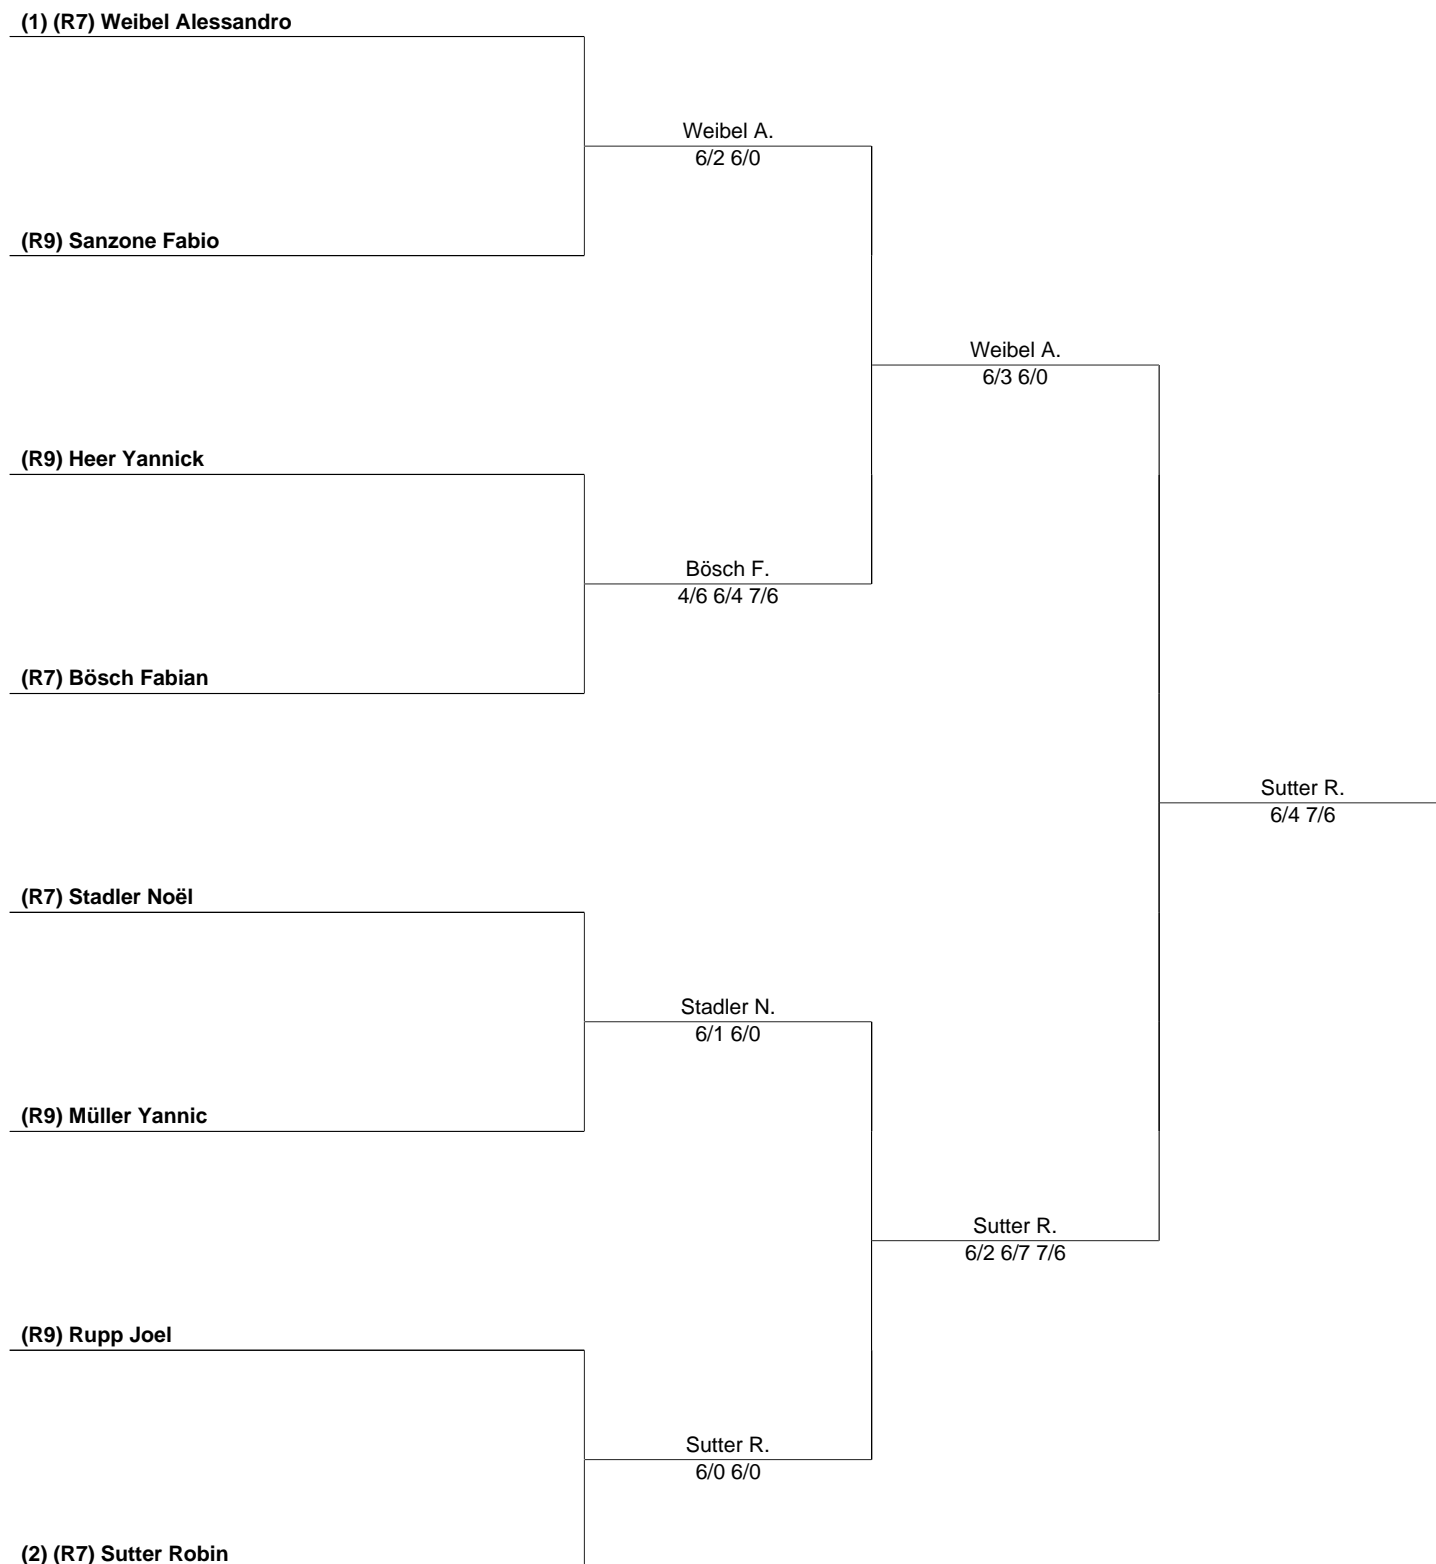 (1) (R7) Weibel Alessandro
Weibel A.
6/2 6/0
(R9) Sanzone Fabio
Weibel A.
6/3 6/0
(R9) Heer Yannick
Bösch F.
4/6 6/4 7/6
(R7) Bösch Fabian
Sutter R.
6/4 7/6
(R7) Stadler Noël
Stadler N.
6/1 6/0
(R9) Müller Yannic
Sutter R.
6/2 6/7 7/6
(R9) Rupp Joel
Sutter R.
6/0 6/0
(2) (R7) Sutter Robin